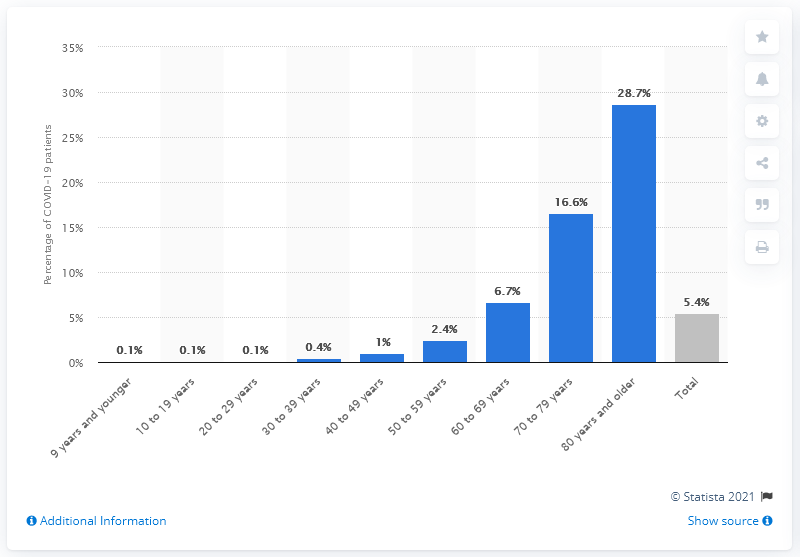 35%
30%
25%
20%
15%
10%
5%
0%
Percentage of COVID-19 patients
0.1%
0.1%
0.1%
0.4%
1%
2.4%
6.7%
16.6%
28.7%
5.4%
9 years and younger
10 to 19 years
20 to 29 years
30 to 39 years
40 to 49 years
50 to 59 years
60 to 69 years
70 to 79 years
80 years and older
Total
© Statista 2021
Additional Information
Show source